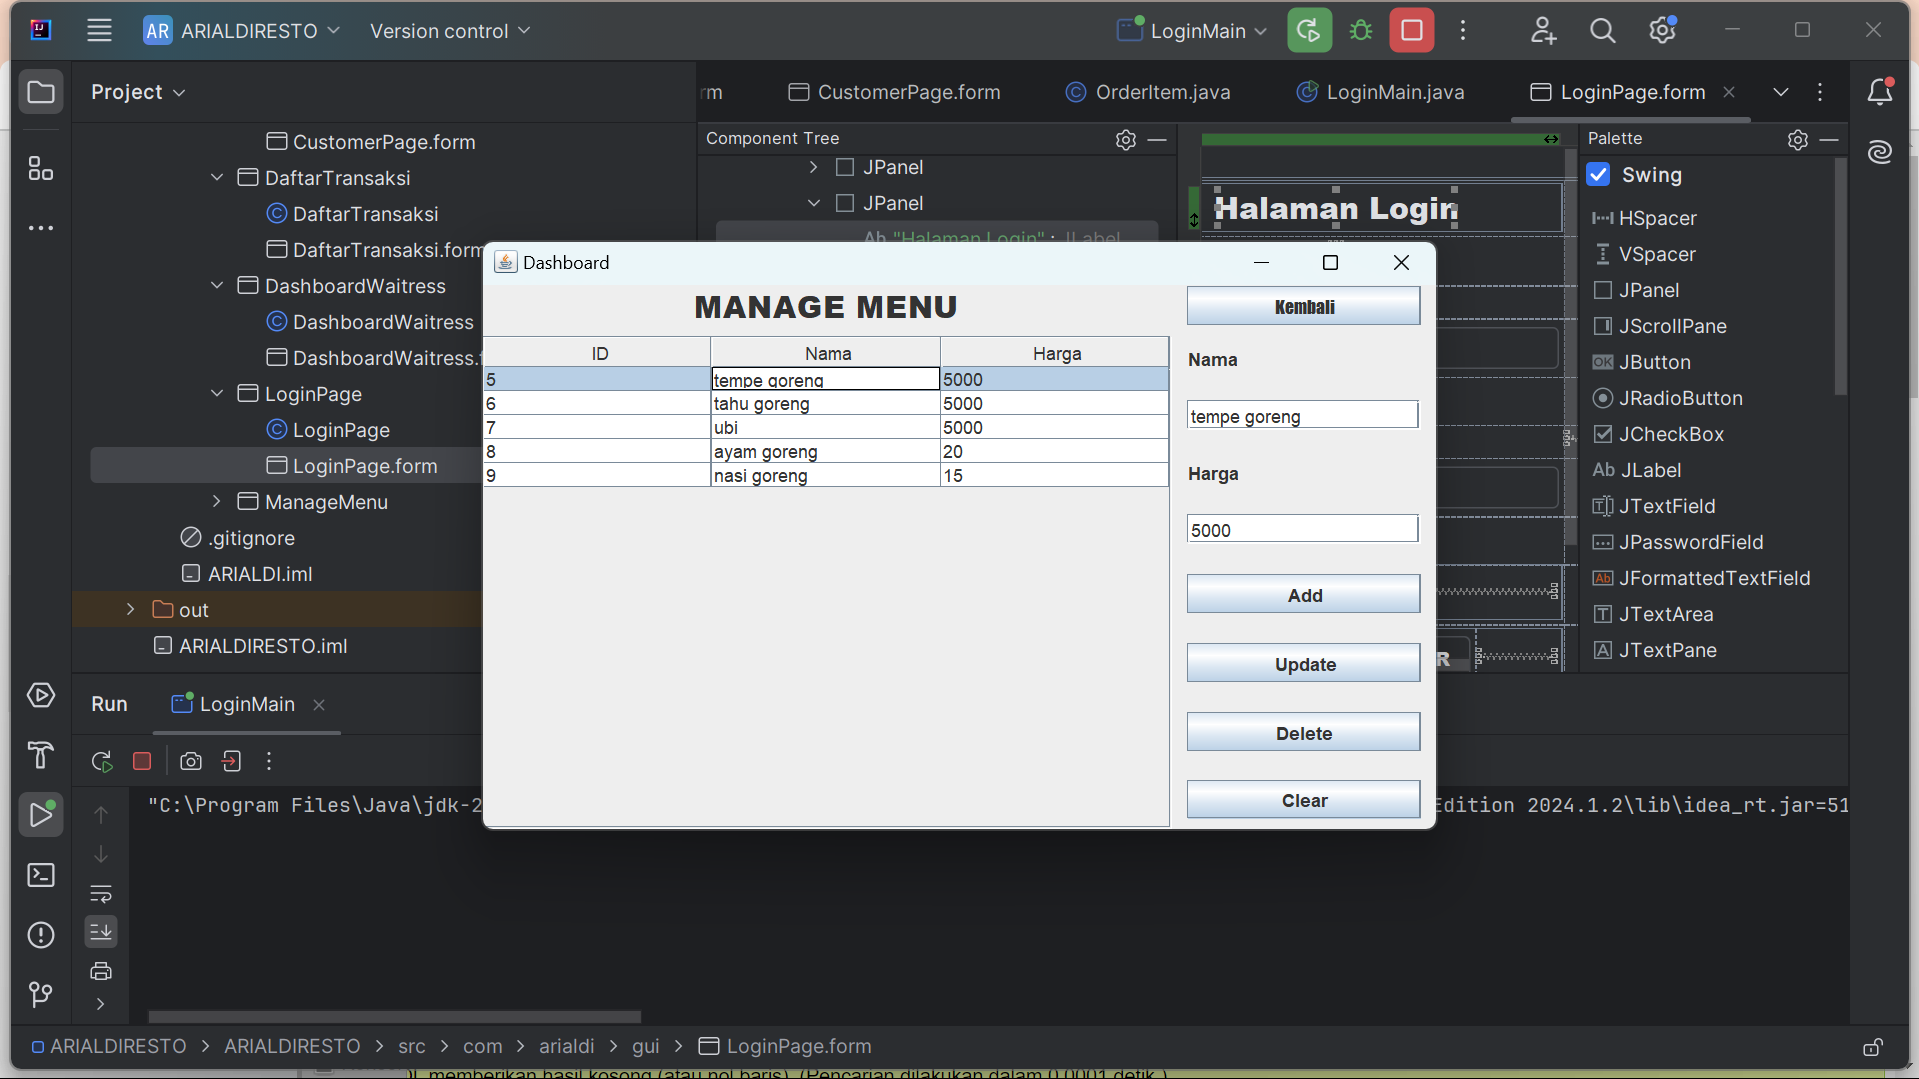 AR ARIALDIRESTO Version control LoginMain
Project
rm CustomerPage.form OrderItem.java LoginMain.java LoginPage.form
CustomerPage.form
DaftarTransaksi
DaftarTransaksi
DaftarTransaksi.form
DashboardWaitress
DashboardWaitress
DashboardWaitress.
LoginPage
LoginPage
LoginPage.form
ManageMenu
.gitignore
ARIALDI.iml
out
ARIALDIRESTO.iml
Component Tree
JPanel
JPanel
Ab "Halaman Login" : JLabel
Halaman Login
R
Palette
Swing
HSpacer
VSpacer
JPanel
JScrollPane
OK JButton
JRadioButton
JCheckBox
Ab JLabel
JTextField
JPasswordField
Ab JFormattedTextField
T JTextArea
A JTextPane
Dashboard
MANAGE MENU
Kembali
ID Nama Harga
5 tempe goreng 5000
6 tahu goreng 5000
7 ubi 5000
8 ayam goreng 20
9 nasi goreng 15
Nama
tempe goreng
Harga
5000
Add
Update
Delete
Clear
Run LoginMain
"C:\Program Files\Java\jdk-2
Edition 2024.1.2\lib\idea_rt.jar=51
ARIALDIRESTO > ARIALDIRESTO > src > com > arialdi > gui > LoginPage.form
memberikan hasil kosong (atau nol baris). (Pencarian dilakukan dalam 0,0001 detik.)